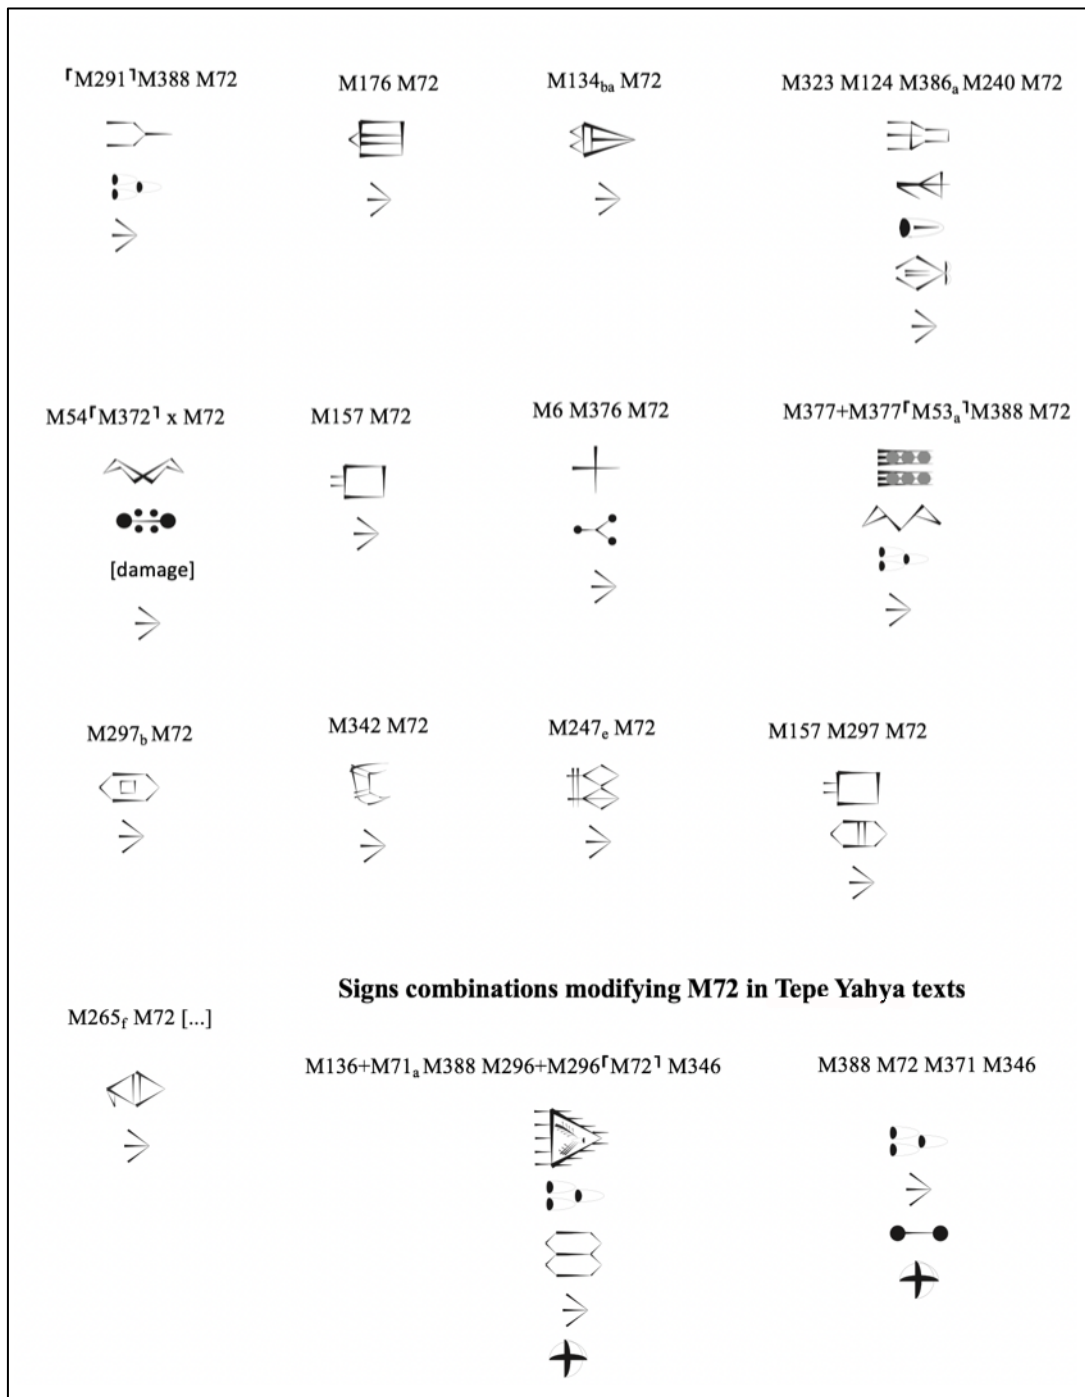 ⸢M291⸣ M388 M72
M176 M72
M134ba M72
M323 M124 M386a M240 M72
M54 ⸢M372⸣ x M72
[damage]
M157 M72
M6 M376 M72
M377+M377 ⸢M53a⸣ M388 M72
M297b M72
M342 M72
M247e M72
M157 M297 M72
M265f M72 [...]
Signs combinations modifying M72 in Tepe Yahya texts
M136+M71a M388 M296+M296 ⸢M72⸣ M346
M388 M72 M371 M346